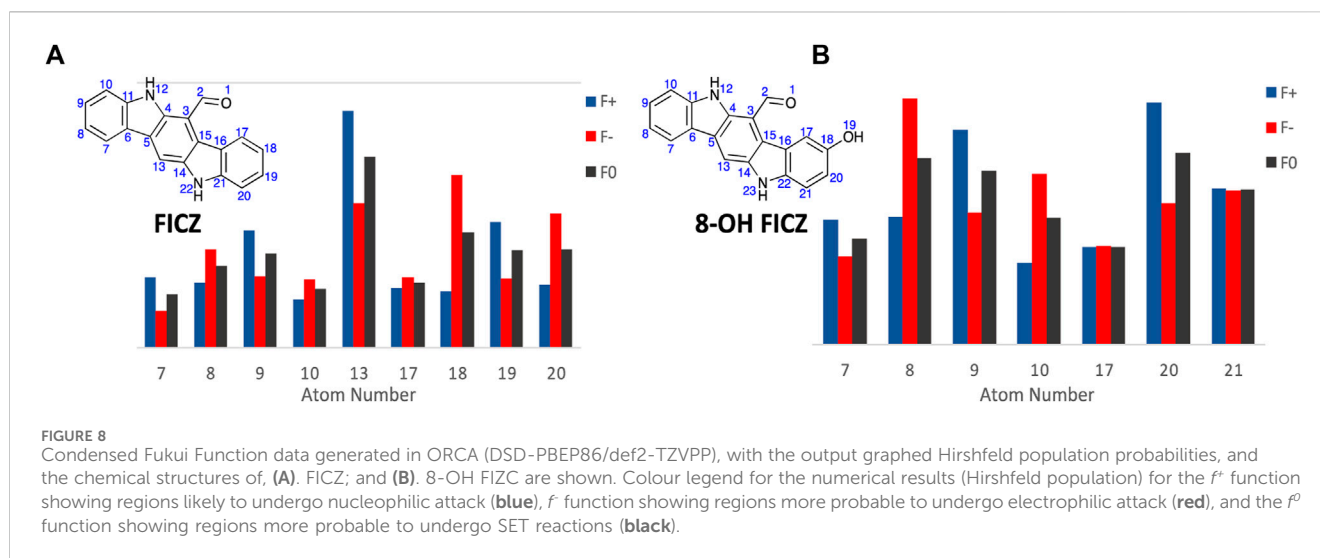 A
B
H
N
12
10
11
9
8
7
6
5
4
3
2
1
O
13
14
15
16
17
18
19
20
21
22
N
H
FICZ
F+
F-
F0
7 8 9 10 13 17 18 19 20
Atom Number
H
N
12
10
11
9
8
7
6
5
4
3
2
1
O
13
14
15
16
17
18
19
OH
20
21
22
23
N
H
8-OH FICZ
F+
F-
F0
7 8 9 10 17 20 21
Atom Number
FIGURE 8
Condensed Fukui Function data generated in ORCA (DSD-PBEP86/def2-TZVPP), with the output graphed Hirshfeld population probabilities, and
the chemical structures of, (A). FICZ; and (B). 8-OH FIZC are shown. Colour legend for the numerical results (Hirshfeld population) for the f+ function
showing regions likely to undergo nucleophilic attack (blue), f- function showing regions more probable to undergo electrophilic attack (red), and the f0
function showing regions more probable to undergo SET reactions (black).